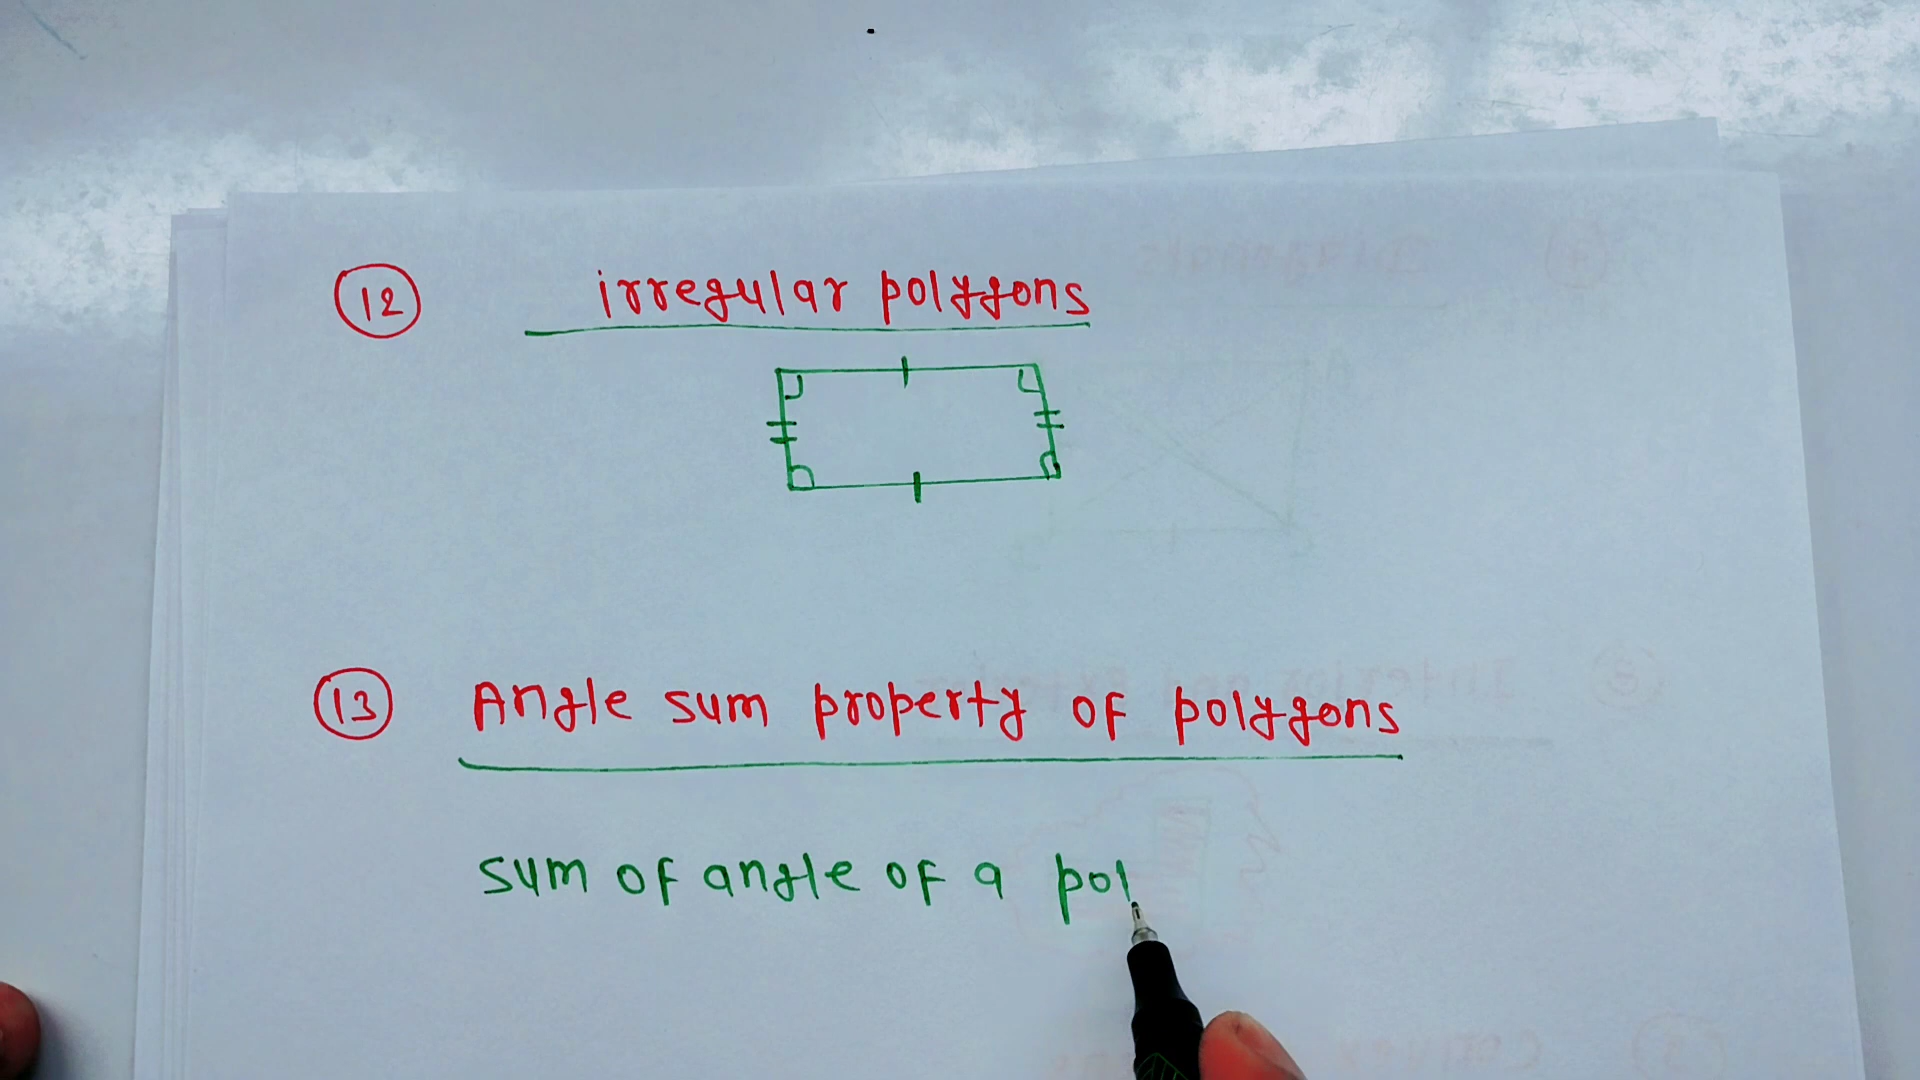 12 irregular polygons
13 Angle sum property of polygons
sum of angle of a pol